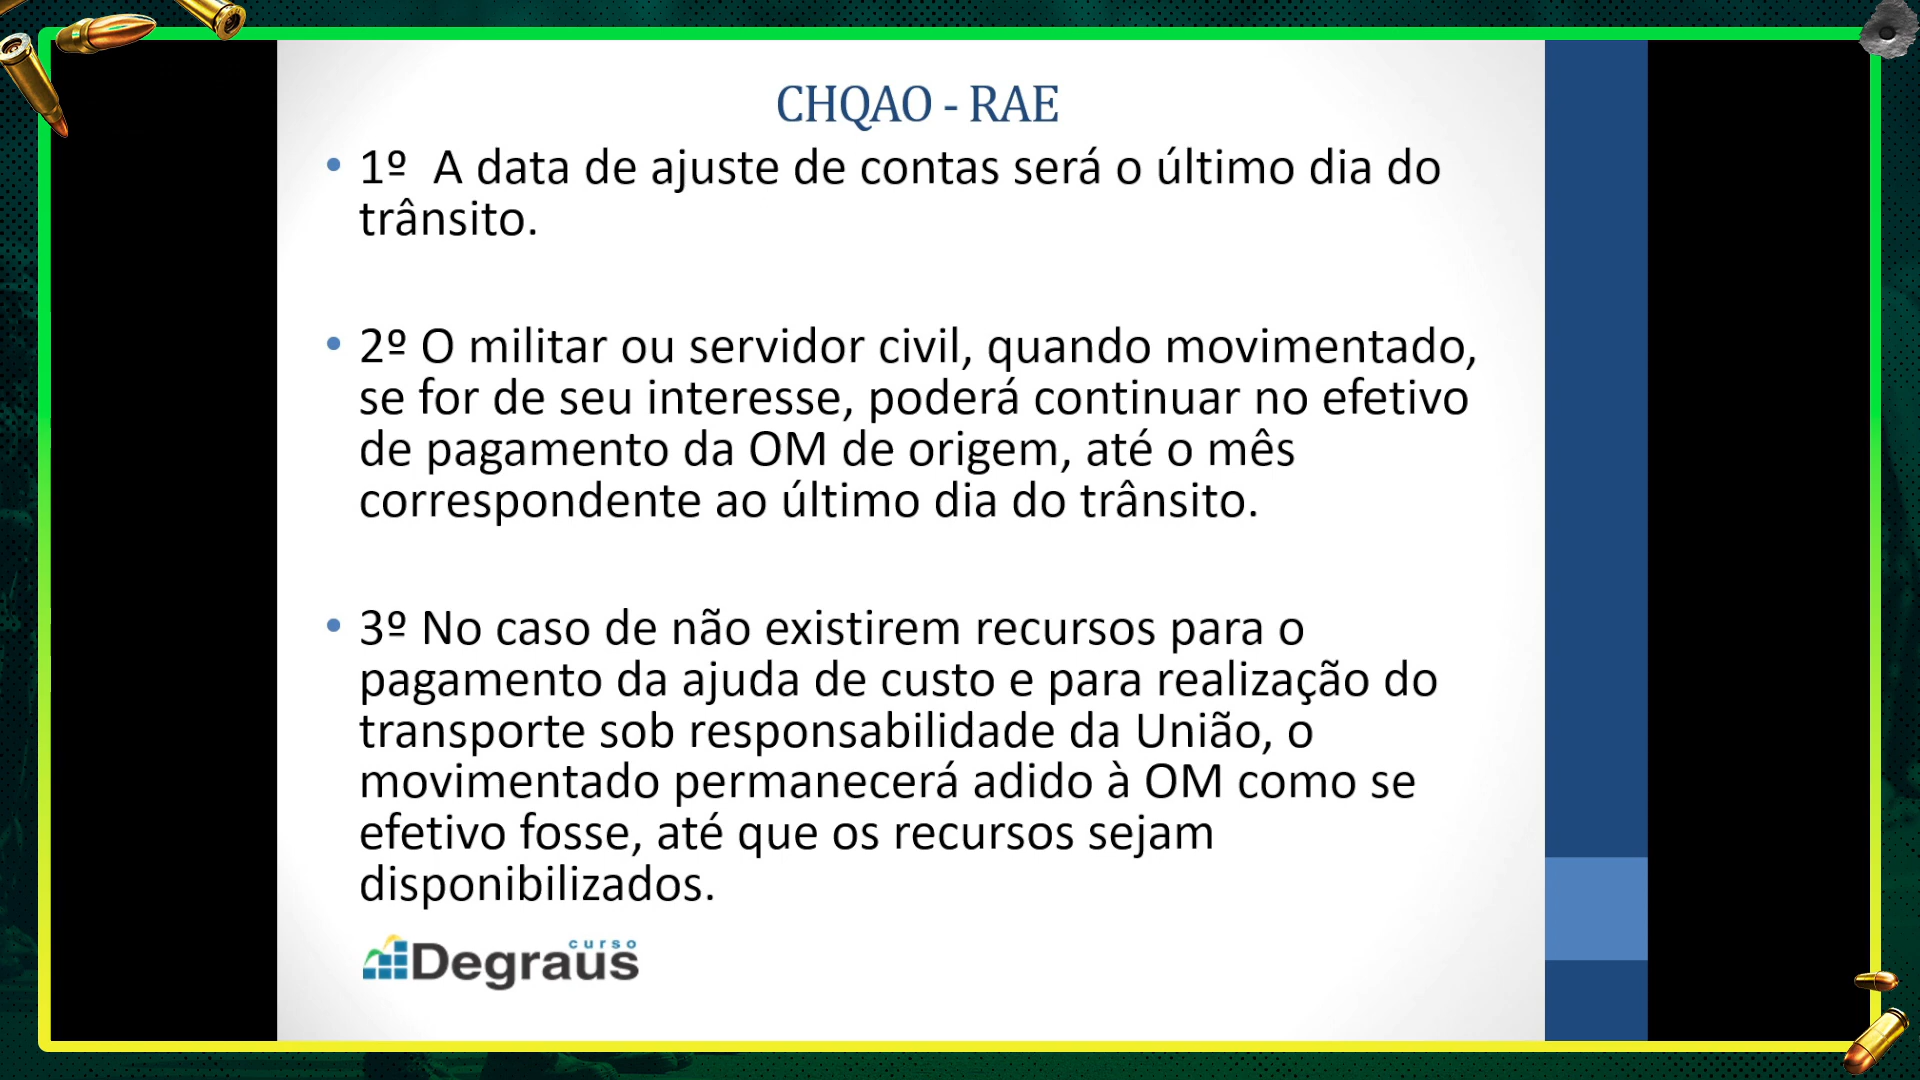 CHQAO - RAE
• 1º A data de ajuste de contas será o último dia do
trânsito.
• 2º O militar ou servidor civil, quando movimentado,
se for de seu interesse, poderá continuar no efetivo
de pagamento da OM de origem, até o mês
correspondente ao último dia do trânsito.
• 3º No caso de não existirem recursos para o
pagamento da ajuda de custo e para realização do
transporte sob responsabilidade da União, o
movimentado permanecerá adido à OM como se
efetivo fosse, até que os recursos sejam
disponibilizados.
curso
Degraus